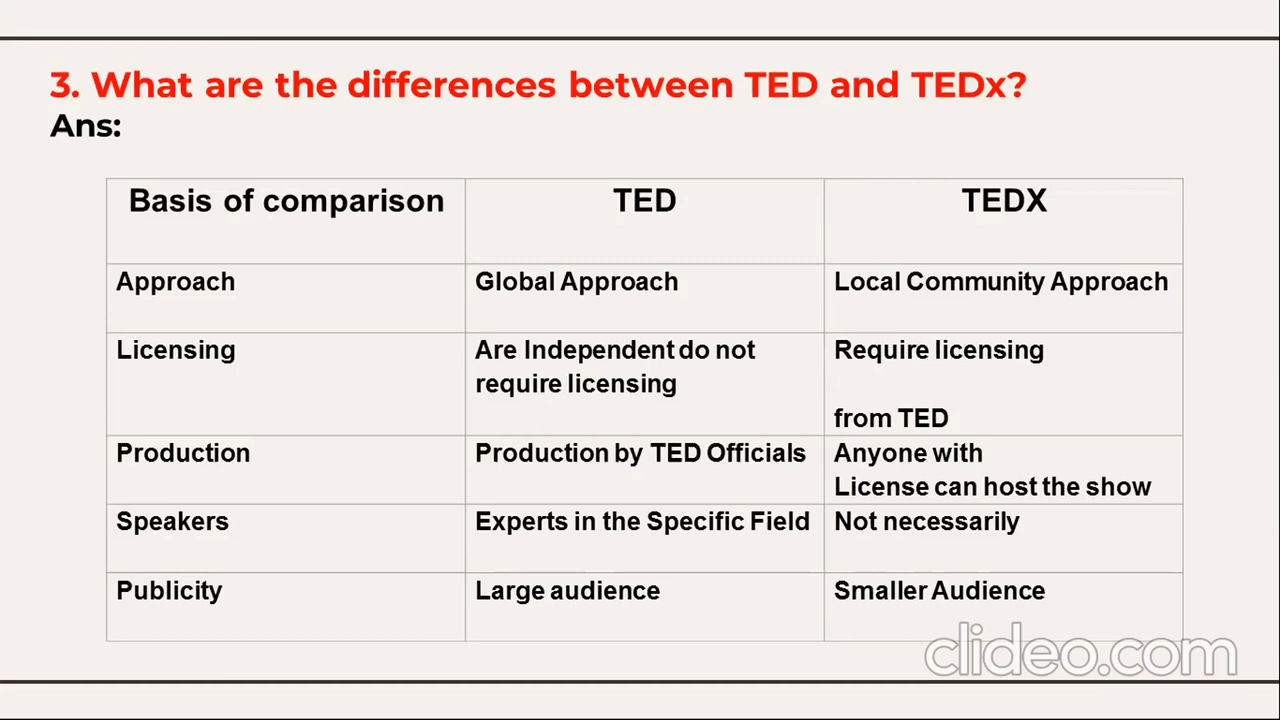 3. What are the differences between TED and TEDx?
Ans:
Basis of comparison TED TEDX
Approach Global Approach Local Community Approach
Licensing Are Independent do not Require licensing
require licensing
from TED
Production Production by TED Officials Anyone with
License can host the show
Speakers Experts in the Specific Field Not necessarily
Publicity Large audience Smaller Audience
clideo.com